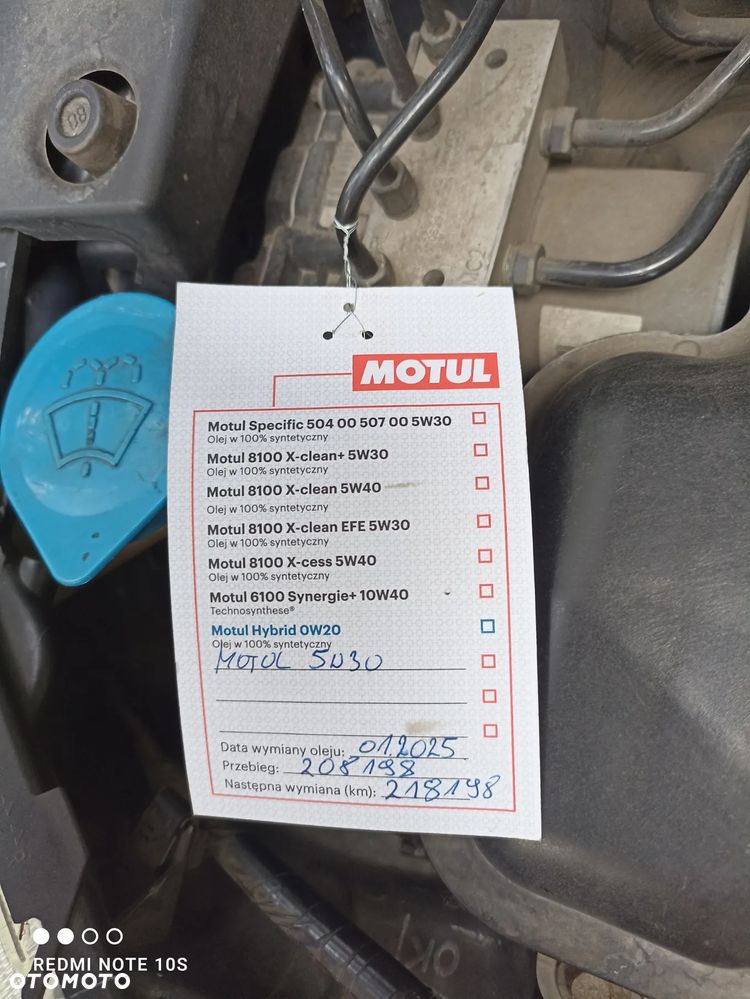 80
MC2
MOTUL
Motul Specific 504 00 507 00 5W30
Olej w 100% syntetyczny
Motul 8100 X-clean+ 5W30
Olej w 100% syntetyczny
Motul 8100 X-clean 5W40
Olej w 100% syntetyczny
Motul 8100 X-clean EFE 5W30
Olej w 100% syntetyczny
Motul 8100 X-cess 5W40
Olej w 100% syntetyczny
Motul 6100 Synergie+ 10W40
Technosynthese®
Motul Hybrid 0W20
Olej w 100% syntetyczny
MOTUL 5W30
Data wymiany oleju: 01.2025
Przebieg: 208198
Następna wymiana (km): 218198
OK
REDMI NOTE 10S
OTOMOTO